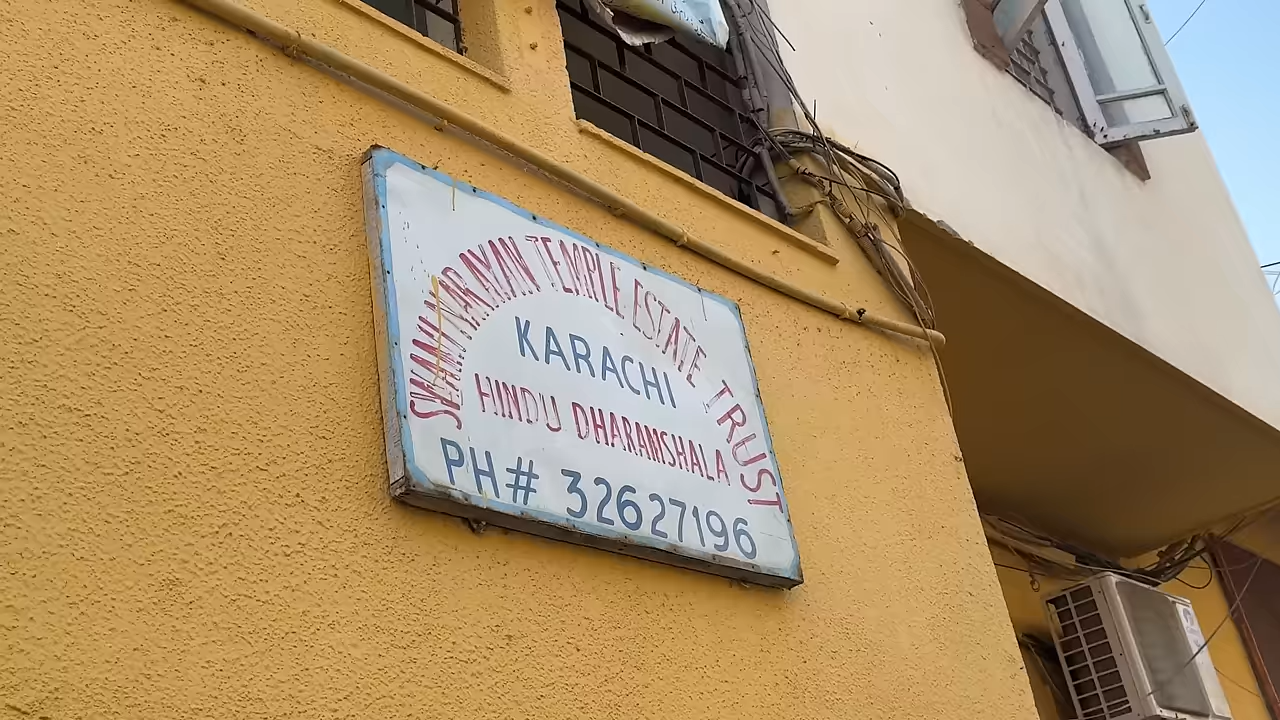 SWAMI NARAYAN TEMPLE ESTATE TRUST
KARACHI
HINDU DHARAMSHALA
PH# 32627196